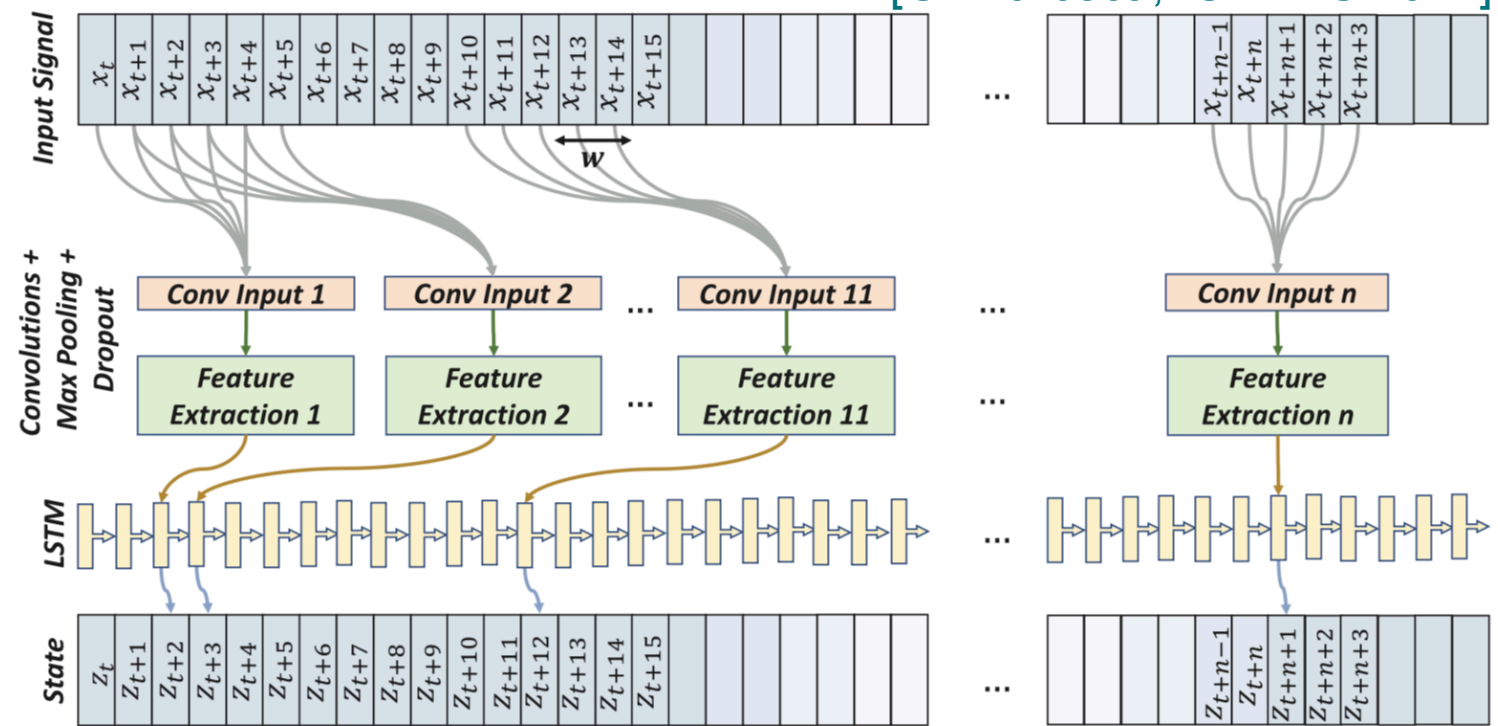 Input Signal
x_t x_{t+1} x_{t+2} x_{t+3} x_{t+4} x_{t+5} x_{t+6} x_{t+7} x_{t+8} x_{t+9} x_{t+10} x_{t+11} x_{t+12} x_{t+13} x_{t+14} x_{t+15} ... x_{t+n-1} x_{t+n} x_{t+n+1} x_{t+n+2} x_{t+n+3}
w
Convolutions +
Max Pooling +
Dropout
Conv Input 1 Conv Input 2 ... Conv Input 11 ... Conv Input n
Feature
Extraction 1
Feature
Extraction 2
...
Feature
Extraction 11
...
Feature
Extraction n
LSTM
...
State
z_t z_{t+1} z_{t+2} z_{t+3} z_{t+4} z_{t+5} z_{t+6} z_{t+7} z_{t+8} z_{t+9} z_{t+10} z_{t+11} z_{t+12} z_{t+13} z_{t+14} z_{t+15} ... z_{t+n-1} z_{t+n} z_{t+n+1} z_{t+n+2} z_{t+n+3}